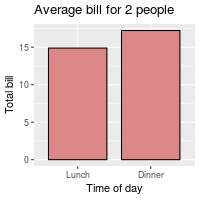 Average bill for 2 people
Total bill
15
10
5
0
Lunch Dinner
Time of day